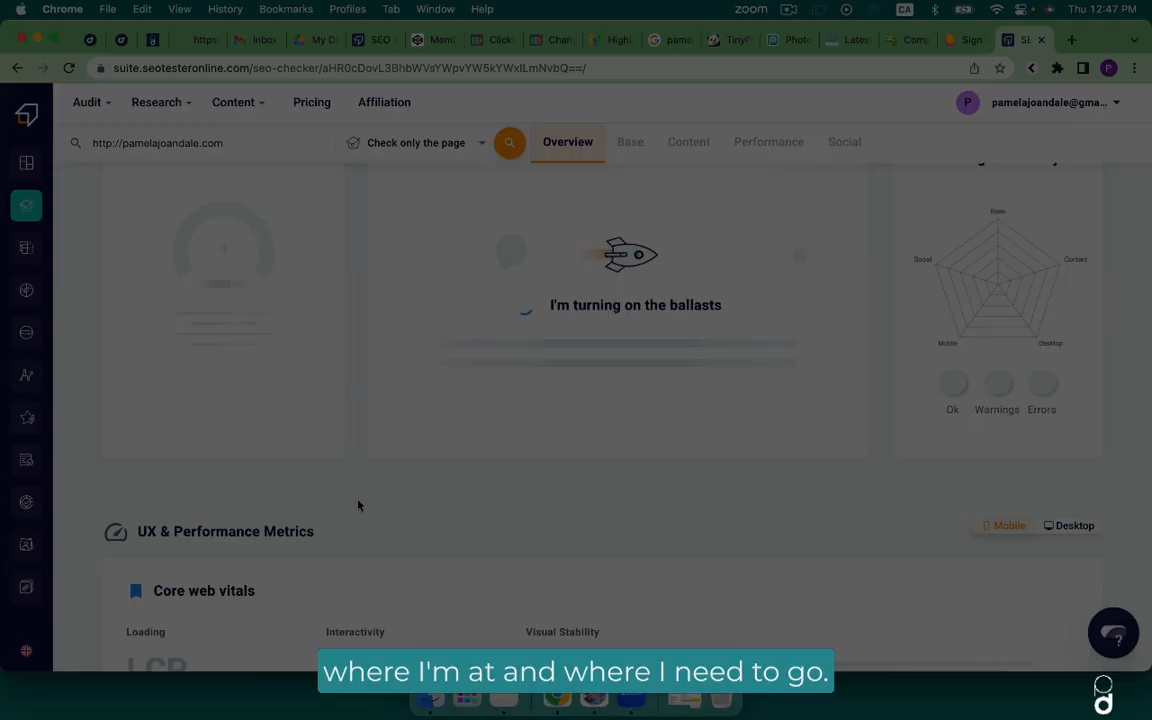 Chrome File Edit View History Bookmarks Profiles Tab Window Help zoom CA Thu 12:47 PM
https: Inbox My D SEO T Mem Click Chan High pame TinyP Photo Latest Comp Sign SE
suite.seotesteronline.com/seo-checker/aHR0cDovL3BhbWVsYWpvYW5kYWxlLmNvbQ==/ P
Audit Research Content Pricing Affiliation P pamelajoandale@gma...
http://pamelajoandale.com Check only the page Overview Base Content Performance Social
Base
Social Content
I'm turning on the ballasts
Mobile Desktop
Ok Warnings Errors
UX & Performance Metrics Mobile Desktop
Core web vitals
Loading Interactivity Visual Stability
LCP
where I'm at and where I need to go.